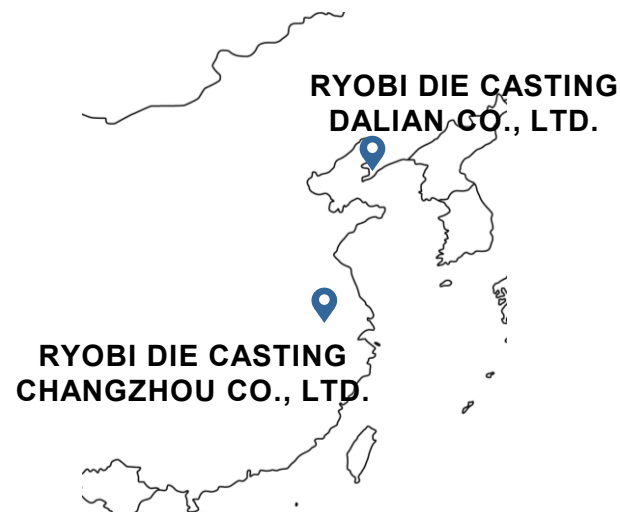 RYOBI DIE CASTING
DALIAN CO., LTD.
RYOBI DIE CASTING
CHANGZHOU CO., LTD.